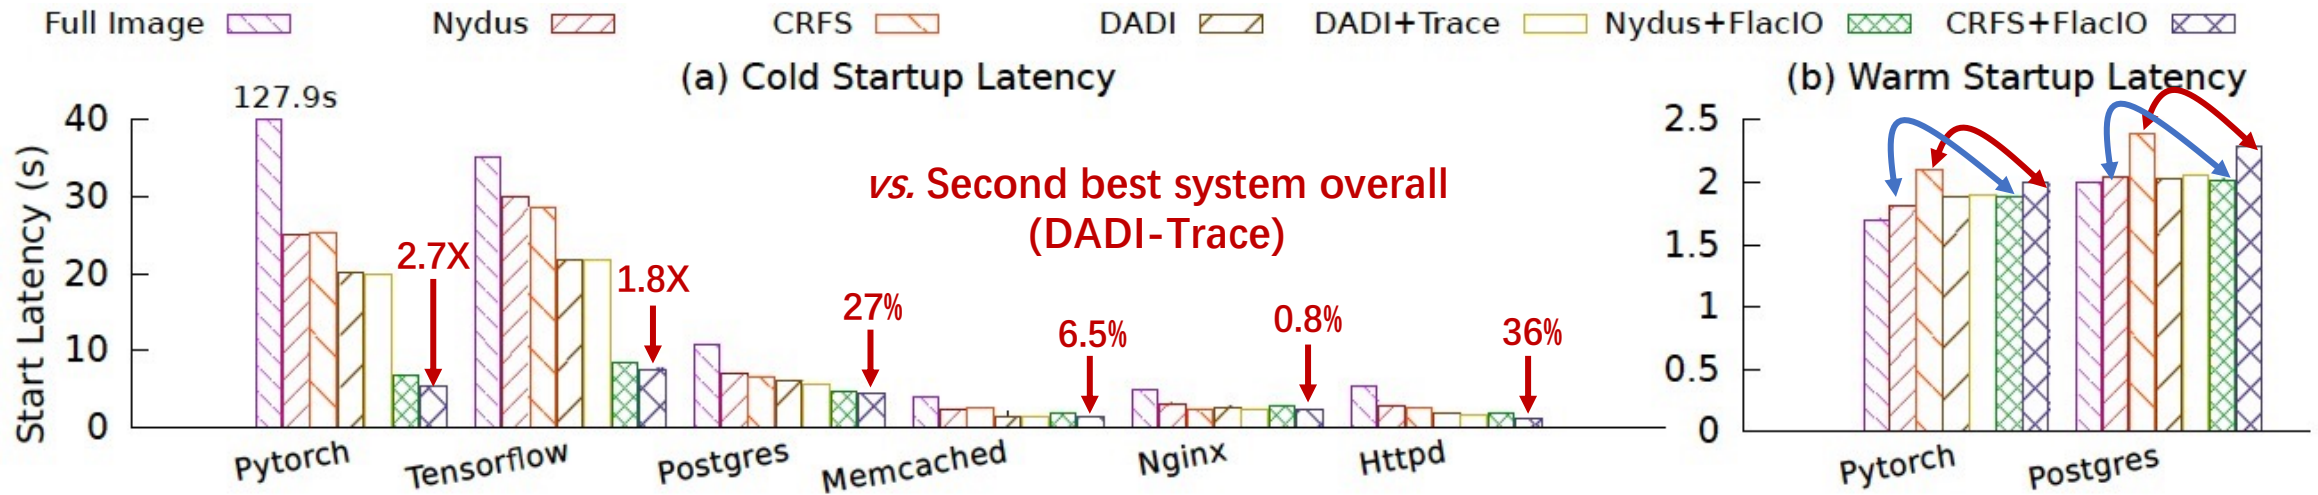 Full Image Nydus CRFS DADI DADI+Trace Nydus+FlacIO CRFS+FlacIO
(a) Cold Startup Latency
127.9s
Start Latency (s)
40
30
20
10
0
vs. Second best system overall
(DADI-Trace)
2.7X
1.8X
27%
6.5%
0.8%
36%
Pytorch
Tensorflow
Postgres
Memcached
Nginx
Httpd
(b) Warm Startup Latency
2.5
2
1.5
1
0.5
0
Pytorch
Postgres